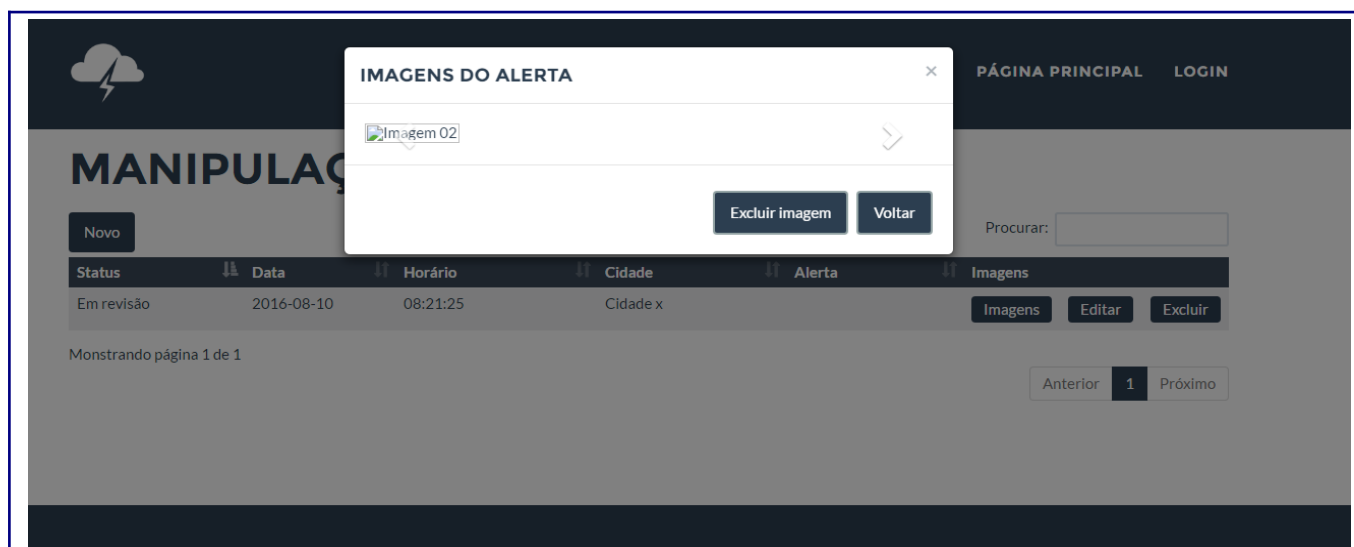 IMAGENS DO ALERTA ×
PÁGINA PRINCIPAL LOGIN
Imagem 02
MANIPULAÇ
Excluir imagem Voltar
Novo
Procurar:
Status Data Horário Cidade Alerta Imagens
Em revisão 2016-08-10 08:21:25 Cidade x Imagens Editar Excluir
Monstrando página 1 de 1
Anterior 1 Próximo